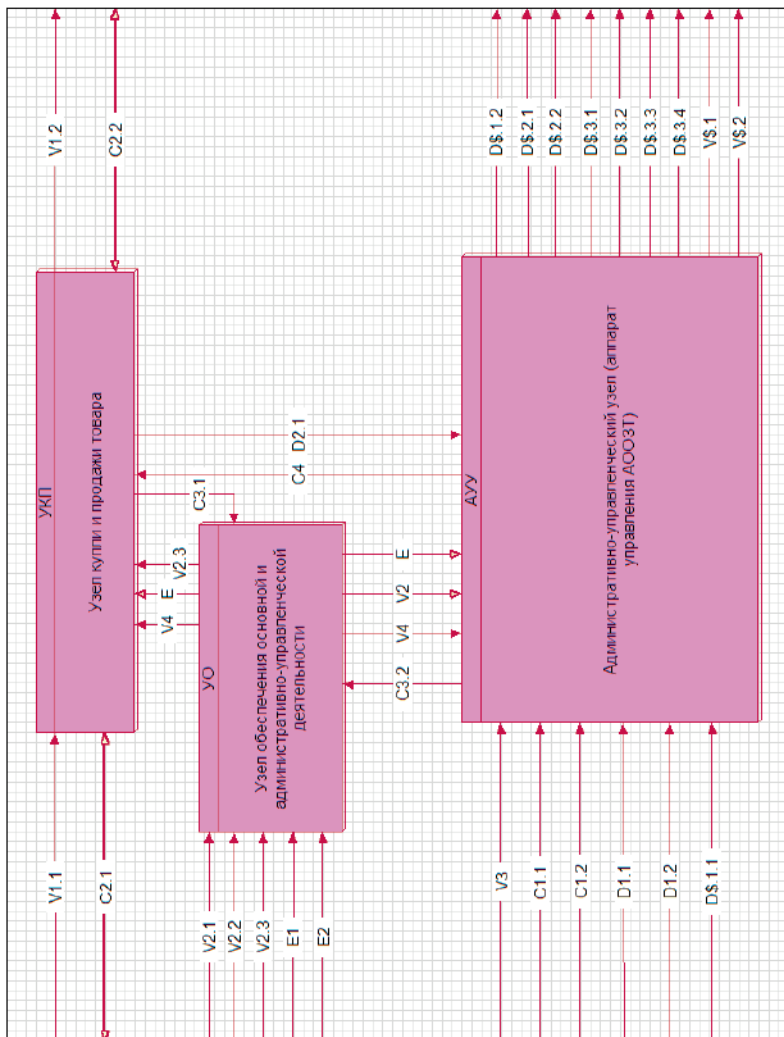 V1.1
УКП
V1.2
C2.1
Узел купли и продажи товара
C2.2
V4
E
V2.3
C3.1
C4
D2.1
V2.1
V2.2
V2.3
E1
E2
УО
Узел обеспечения основной и
административно-управленческой
деятельности
C3.2
V4
V2
E
V3
C1.1
C1.2
D1.1
D1.2
D$.1.1
АУУ
Административно-управленческий узел (аппарат
управления АООЗТ)
D$.1.2
D$.2.1
D$.2.2
D$.3.1
D$.3.2
D$.3.3
D$.3.4
V$.1
V$.2